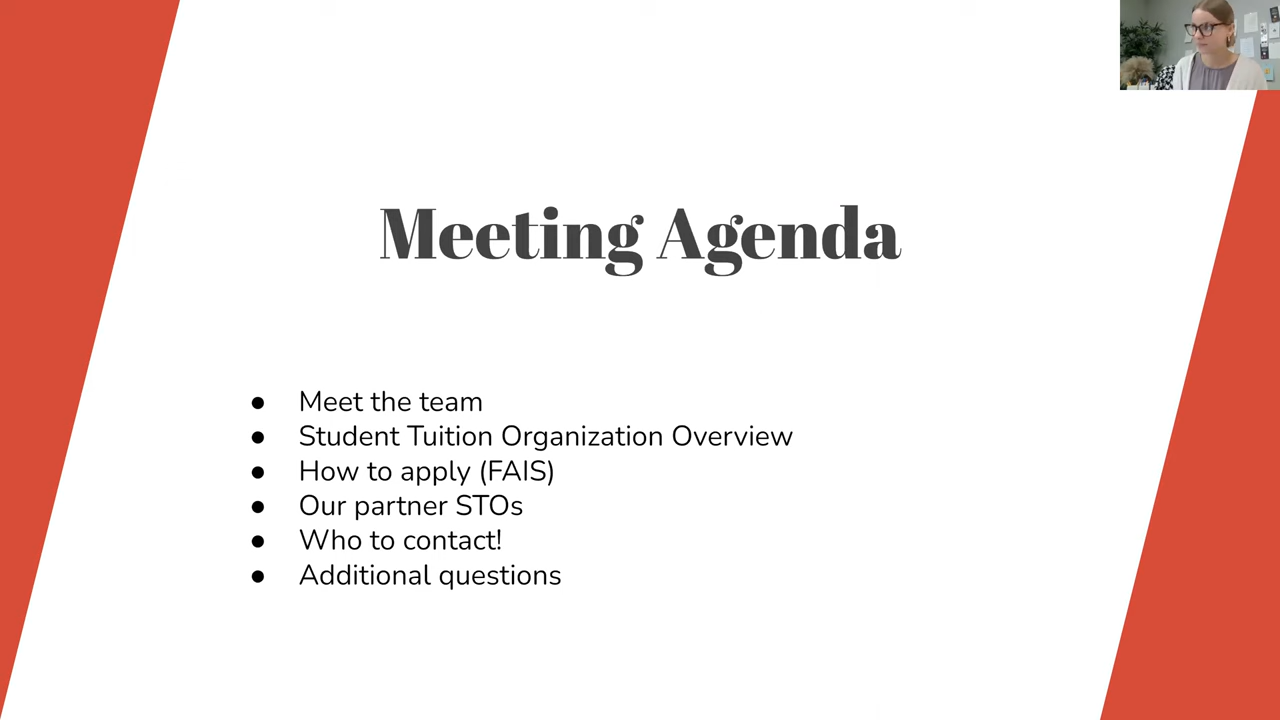 Meeting Agenda
● Meet the team
● Student Tuition Organization Overview
● How to apply (FAIS)
● Our partner STOs
● Who to contact!
● Additional questions